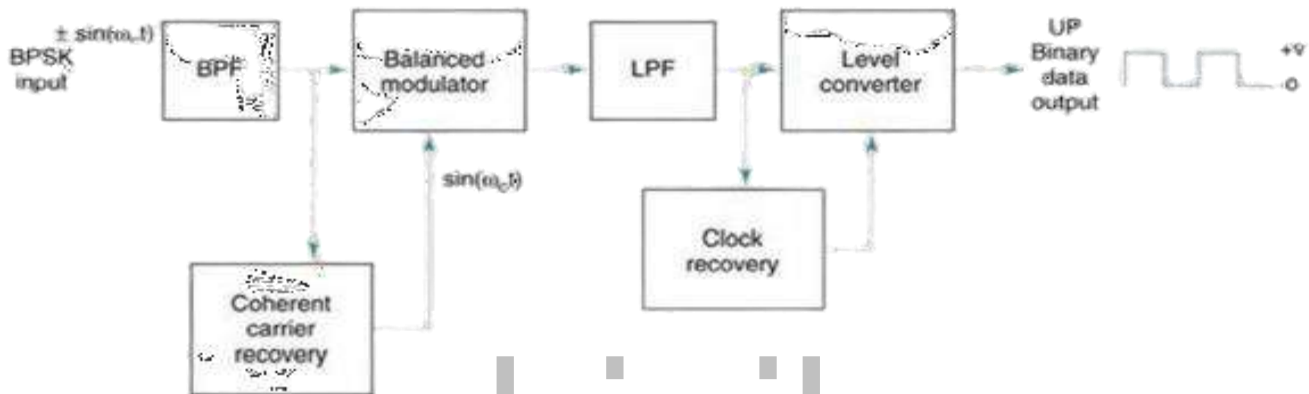 ± sin(ωct)
BPSK
input
BPF
Balanced
modulator
LPF
Level
converter
UP
Binary
data
output
+v
-0
sin(ωct)
Clock
recovery
Coherent
carrier
recovery